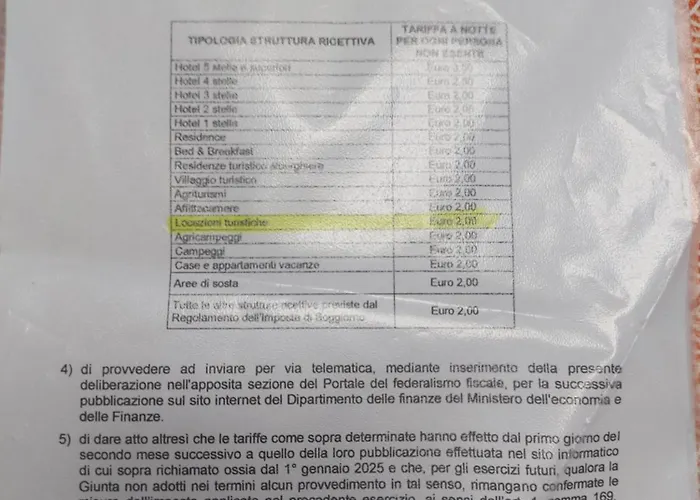 TIPOLOGIA STRUTTURA RICETTIVA
TARIFFA A NOTTE
PER OGNI PERSONA
NON ESENTE
Hotel 5 stelle e superiori Euro
Hotel 4 stelle Euro 2,00
Hotel 3 stelle Euro 2,00
Hotel 2 stelle Euro 2,00
Hotel 1 stella Euro 2,00
Residence Euro 2,00
Bed & Breakfast Euro 2,00
Residenze turistico alberghiere Euro 2,00
Villaggio turistico Euro 2,00
Agriturismi Euro 2,00
Affittacamere Euro 2,00
Locazioni turistiche Euro 2,00
Agricampeggi Euro 2,00
Campeggi Euro 2,00
Case e appartamenti vacanze Euro 2,00
Aree di sosta Euro 2,00
Tutte le altre strutture ricettive previste dal
Regolamento dell'Imposta di Soggiorno Euro 2,00
4) di provvedere ad inviare per via telematica, mediante inserimento della presente
deliberazione nell'apposita sezione del Portale del federalismo fiscale, per la successiva
pubblicazione sul sito internet del Dipartimento delle finanze del Ministero dell'economia e
delle Finanze.
5) di dare atto altresì che le tariffe come sopra determinate hanno effetto dal primo giorno del
secondo mese successivo a quello della loro pubblicazione effettuata nel sito informatico
di cui sopra richiamato ossia dal 1° gennaio 2025 e che, per gli esercizi futuri, qualora la
Giunta non adotti nei termini alcun provvedimento in tal senso, rimangano confermate le
169,